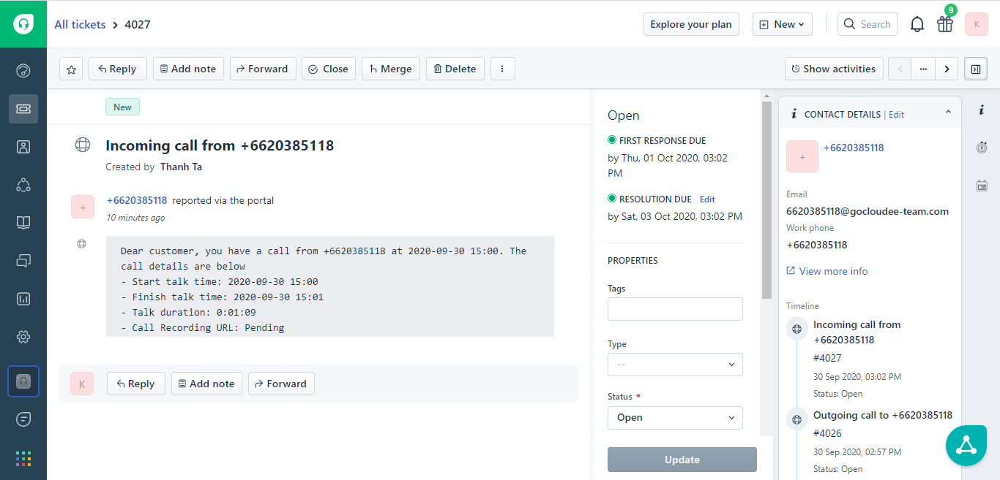 All tickets > 4027
Explore your plan
New
Search
9
K
Reply
Add note
Forward
Close
Merge
Delete
Show activities
New
Incoming call from +6620385118
Created by Thanh Ta
+
+6620385118 reported via the portal
10 minutes ago
Dear customer, you have a call from +6620385118 at 2020-09-30 15:00. The
call details are below
- Start talk time: 2020-09-30 15:00
- Finish talk time: 2020-09-30 15:01
- Talk duration: 0:01:09
- Call Recording URL: Pending
K
Reply
Add note
Forward
Open
FIRST RESPONSE DUE
by Thu, 01 Oct 2020, 03:02
PM
RESOLUTION DUE | Edit
by Sat, 03 Oct 2020, 03:02 PM
PROPERTIES
Tags
Type
--
Status *
Open
Update
CONTACT DETAILS | Edit
+
+6620385118
Email
6620385118@gocloudee-team.com
Work phone
+6620385118
View more info
Timeline
Incoming call from
+6620385118
#4027
30 Sep 2020, 03:02 PM
Status: Open
Outgoing call to +6620385118
#4026
30 Sep 2020, 02:57 PM
Status: Open